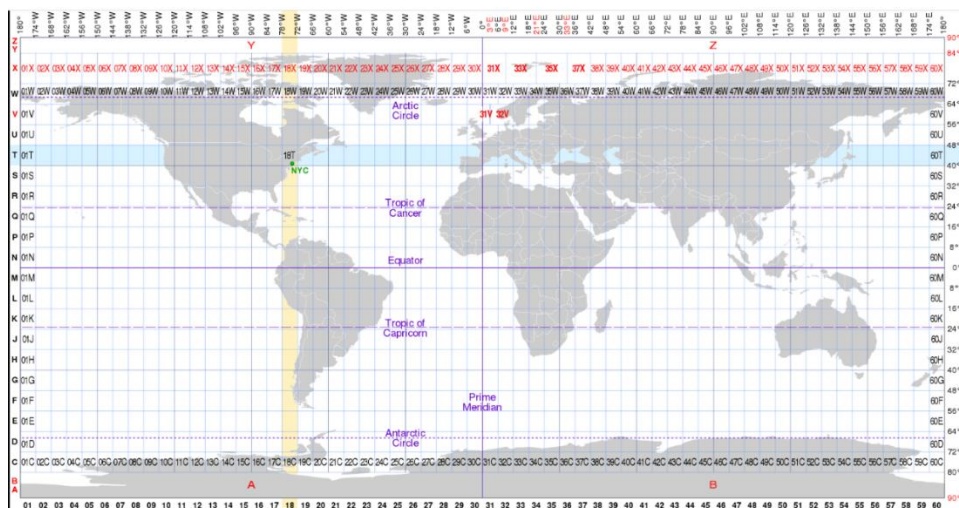 180° 174°W 168°W 162°W 156°W 150°W 144°W 138°W 132°W 126°W 120°W 114°W 108°W 102°W 96°W 90°W 84°W 78°W 72°W 66°W 60°W 54°W 48°W 42°W 36°W 30°W 24°W 18°W 12°W 6°W 0° 3°E 6°E 9°E 12°E 18°E 21°E 24°E 30°E 33°E 36°E 42°E 48°E 54°E 60°E 66°E 72°E 78°E 84°E 90°E 96°E 102°E 108°E 114°E 120°E 126°E 132°E 138°E 144°E 150°E 156°E 162°E 168°E 174°E 180°
Z Y Z 90°
Y 84°
X 01X 02X 03X 04X 05X 06X 07X 08X 09X 10X 11X 12X 13X 14X 15X 16X 17X 18X 19X 20X 21X 22X 23X 24X 25X 26X 27X 28X 29X 30X 31X 33X 35X 37X 38X 39X 40X 41X 42X 43X 44X 45X 46X 47X 48X 49X 50X 51X 52X 53X 54X 55X 56X 57X 58X 59X 60X
72°
W 01W 02W 03W 04W 05W 06W 07W 08W 09W 10W 11W 12W 13W 14W 15W 16W 17W 18W 19W 20W 21W 22W 23W 24W 25W 26W 27W 28W 29W 30W 31W 32W 33W 34W 35W 36W 37W 38W 39W 40W 41W 42W 43W 44W 45W 46W 47W 48W 49W 50W 51W 52W 53W 54W 55W 56W 57W 58W 59W 60W
64°
Arctic
Circle
V 01V 31V 32V 60V
56°
U 01U 60U
48°
T 01T 18T 60T
40°
NYC
S 01S 60S
32°
R 01R 60R
Tropic of
Cancer
24°
Q 01Q 60Q
16°
P 01P 60P
8°
N 01N 60N
Equator
0°
M 01M 60M
8°
L 01L 60L
16°
K 01K 60K
Tropic of
Capricorn
24°
J 01J 60J
32°
H 01H 60H
40°
G 01G 60G
48°
Prime
Meridian
F 01F 60F
56°
E 01E 60E
64°
Antarctic
Circle
D 01D 60D
72°
C 01C 02C 03C 04C 05C 06C 07C 08C 09C 10C 11C 12C 13C 14C 15C 16C 17C 18C 19C 20C 21C 22C 23C 24C 25C 26C 27C 28C 29C 30C 31C 32C 33C 34C 35C 36C 37C 38C 39C 40C 41C 42C 43C 44C 45C 46C 47C 48C 49C 50C 51C 52C 53C 54C 55C 56C 57C 58C 59C 60C
80°
B A B
A 90°
01 02 03 04 05 06 07 08 09 10 11 12 13 14 15 16 17 18 19 20 21 22 23 24 25 26 27 28 29 30 31 32 33 34 35 36 37 38 39 40 41 42 43 44 45 46 47 48 49 50 51 52 53 54 55 56 57 58 59 60